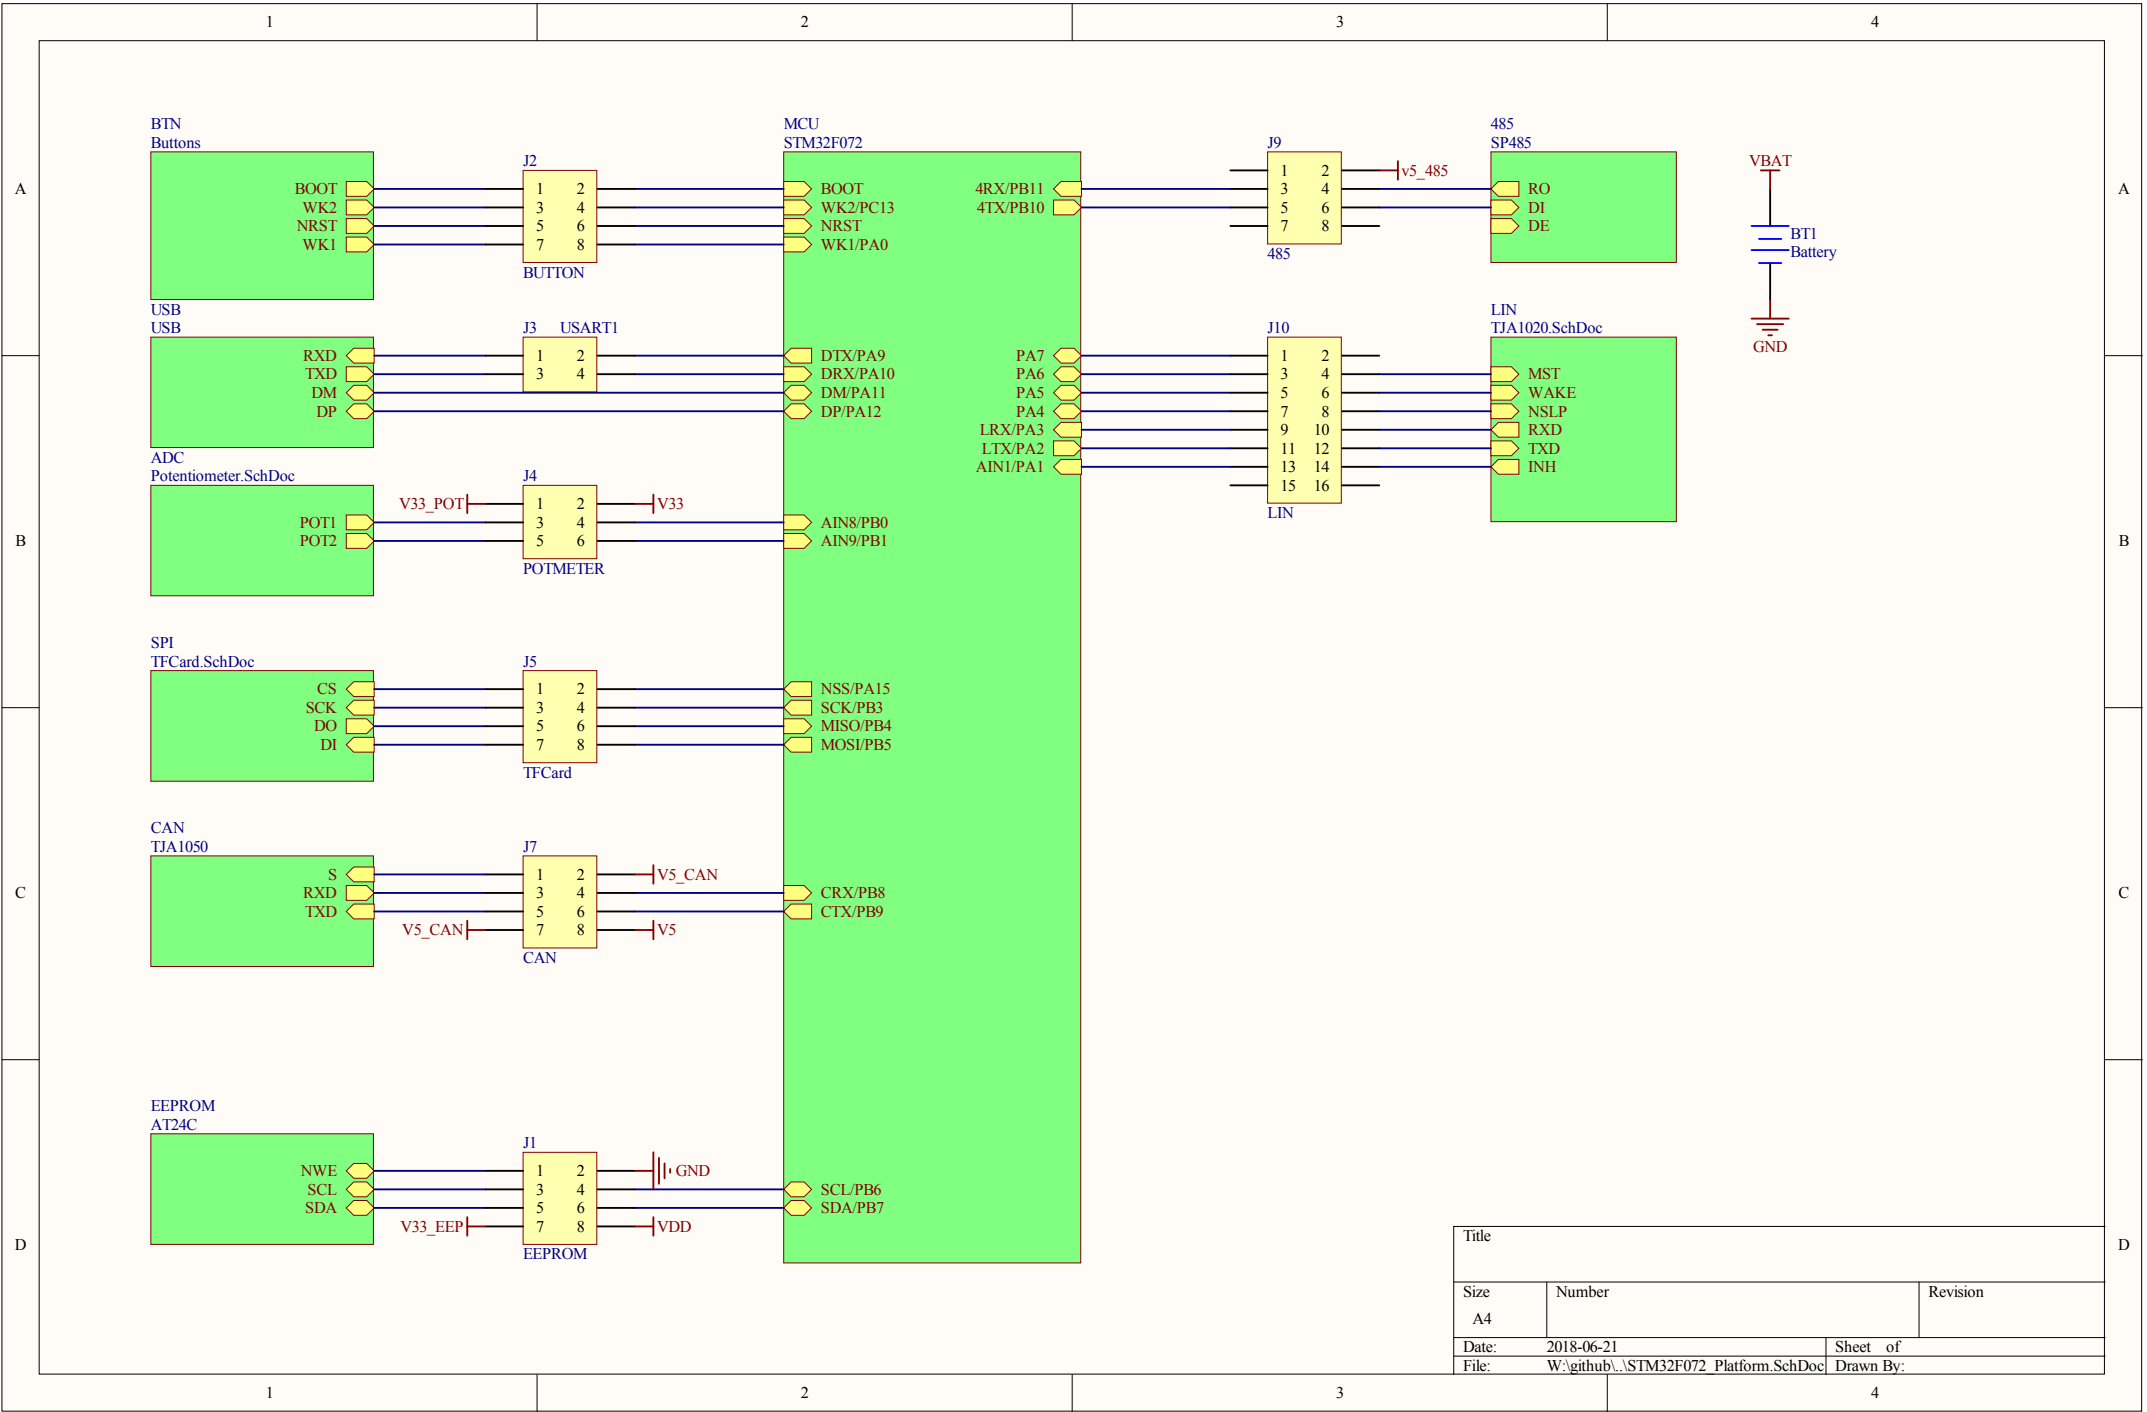 1 2 3 4
A
B
C
D
BTN
Buttons
BOOT
WK2
NRST
WK1
J2
1 2
3 4
5 6
7 8
BUTTON
USB
USB
RXD
TXD
DM
DP
J3 USART1
1 2
3 4
ADC
Potentiometer.SchDoc
POT1
POT2
V33_POT
J4
1 2
3 4
5 6
POTMETER
V33
SPI
TFCard.SchDoc
CS
SCK
DO
DI
J5
1 2
3 4
5 6
7 8
TFCard
CAN
TJA1050
S
RXD
TXD
V5_CAN
J7
1 2
3 4
5 6
7 8
CAN
V5_CAN
V5
EEPROM
AT24C
NWE
SCL
SDA
V33_EEP
J1
1 2
3 4
5 6
7 8
EEPROM
GND
VDD
MCU
STM32F072
BOOT
WK2/PC13
NRST
WK1/PA0
DTX/PA9
DRX/PA10
DM/PA11
DP/PA12
AIN8/PB0
AIN9/PB1
NSS/PA15
SCK/PB3
MISO/PB4
MOSI/PB5
CRX/PB8
CTX/PB9
SCL/PB6
SDA/PB7
4RX/PB11
4TX/PB10
PA7
PA6
PA5
PA4
LRX/PA3
LTX/PA2
AIN1/PA1
J9
1 2
3 4
5 6
7 8
485
v5_485
485
SP485
RO
DI
DE
J10
1 2
3 4
5 6
7 8
9 10
11 12
13 14
15 16
LIN
LIN
TJA1020.SchDoc
MST
WAKE
NSLP
RXD
TXD
INH
VBAT
BT1
Battery
GND
A
B
C
D
Title
Size Number Revision
A4
Date: 2018-06-21 Sheet of
File: W:\github\..\STM32F072_Platform.SchDoc Drawn By:
1 2 3 4